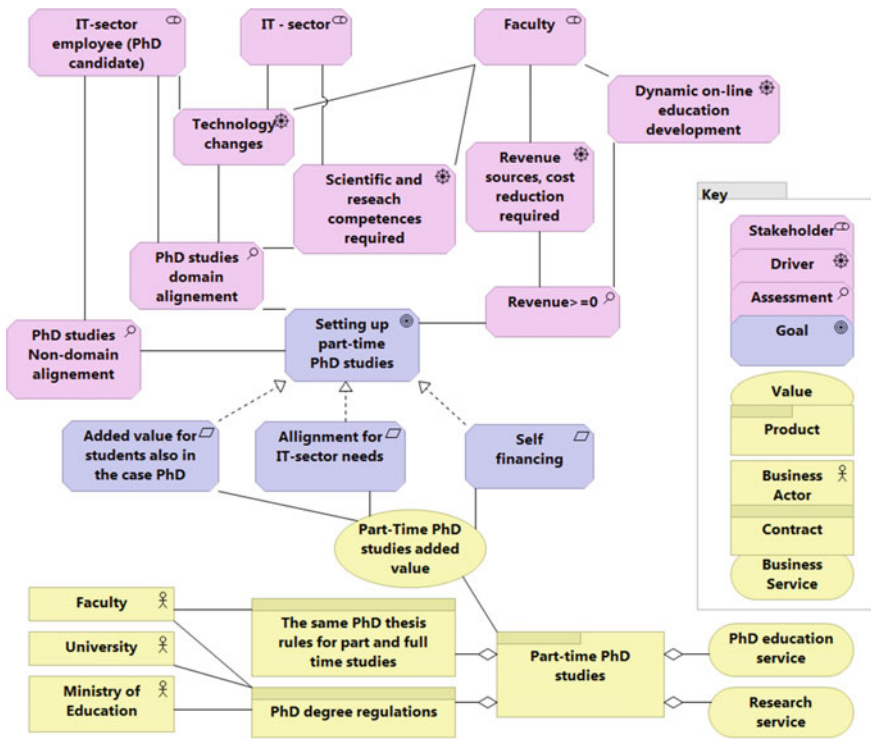 IT-sector
employee (PhD
candidate)
IT - sector
Faculty
Dynamic on-line
education
development
Technology
changes
Scientific and
reseach
competences
required
Revenue
sources, cost
reduction
required
PhD studies
domain
alignement
Revenue>=0
PhD studies
Non-domain
alignement
Setting up
part-time
PhD studies
Added value for
students also in
the case PhD
Allignment for
IT-sector needs
Self
financing
Part-Time PhD
studies added
value
Faculty
University
Ministry of
Education
The same PhD thesis
rules for part and full
time studies
PhD degree regulations
Part-time PhD
studies
PhD education
service
Research
service
Key
Stakeholder
Driver
Assessment
Goal
Value
Product
Business
Actor
Contract
Business
Service